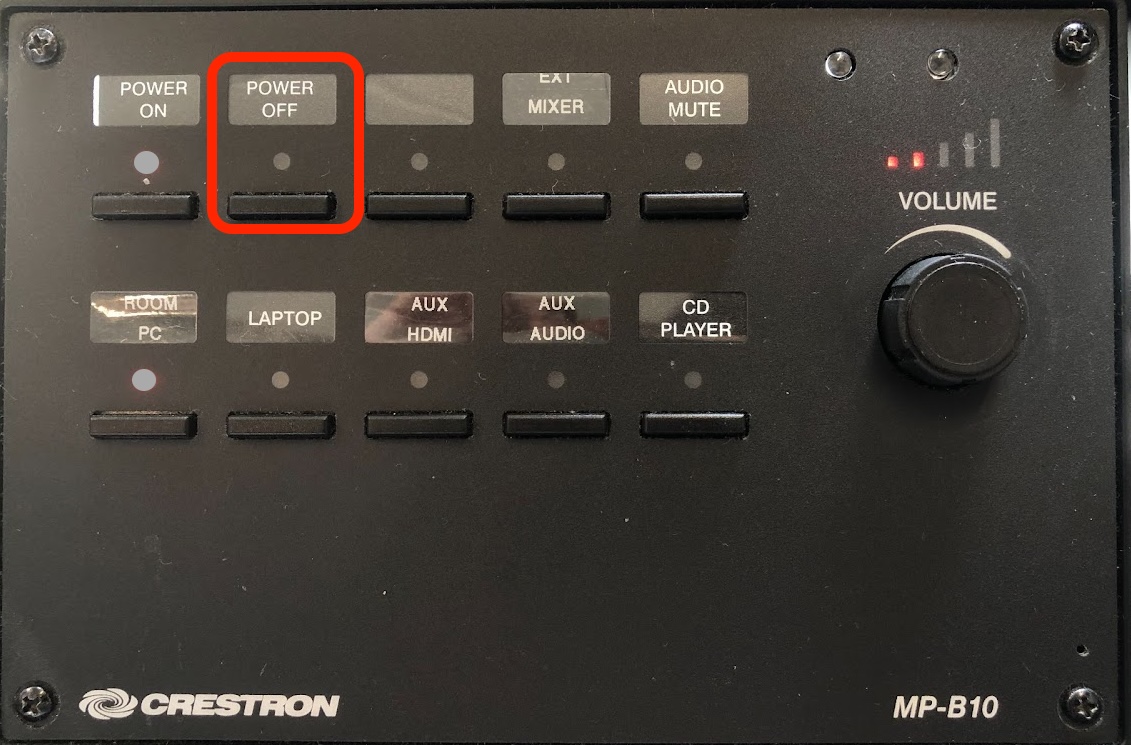 POWER
ON
POWER
OFF
EXT
MIXER
AUDIO
MUTE
VOLUME
ROOM
PC
LAPTOP
AUX
HDMI
AUX
AUDIO
CD
PLAYER
CRESTRON
MP-B10